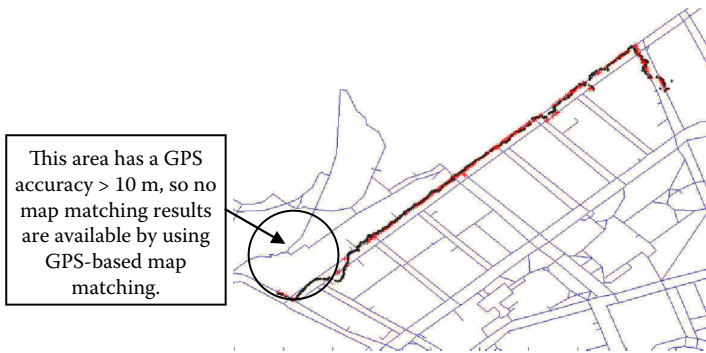 This area has a GPS
accuracy > 10 m, so no
map matching results
are available by using
GPS-based map
matching.